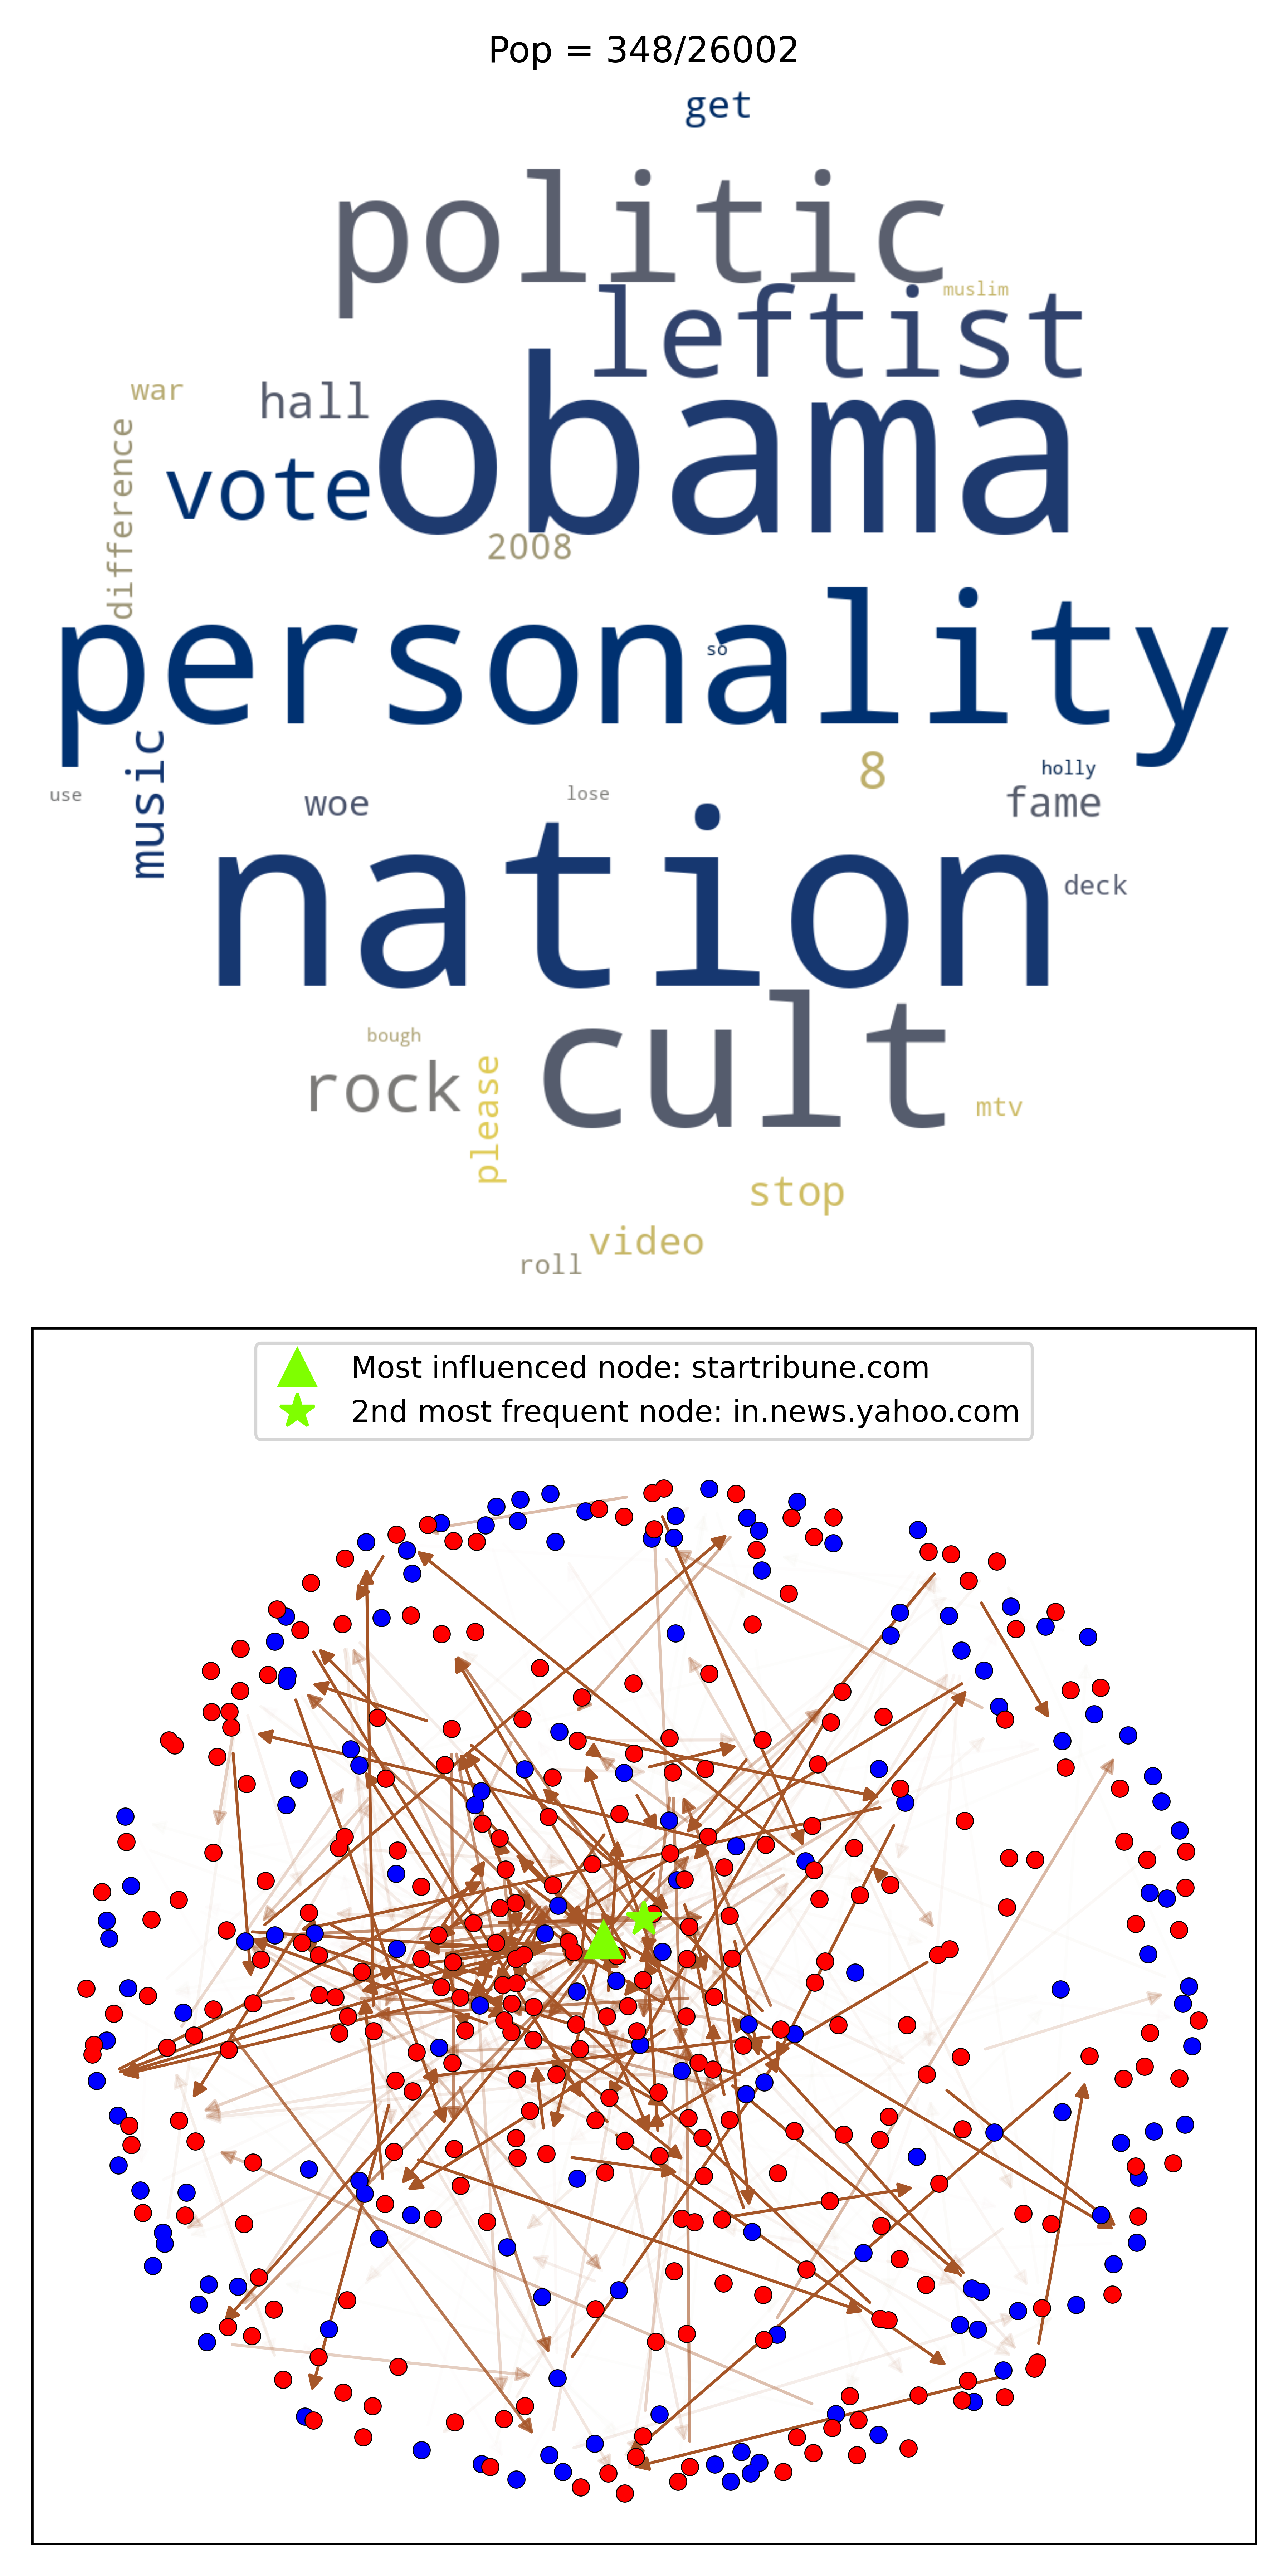 Pop = 348/26002
get
politic
muslim
leftist
war
hall
obama
difference
vote
2008
personality
so
music
8
holly
use
woe
lose
fame
nation
deck
cult
bough
rock
please
mtv
stop
video
roll
Most influenced node: startribune.com
2nd most frequent node: in.news.yahoo.com